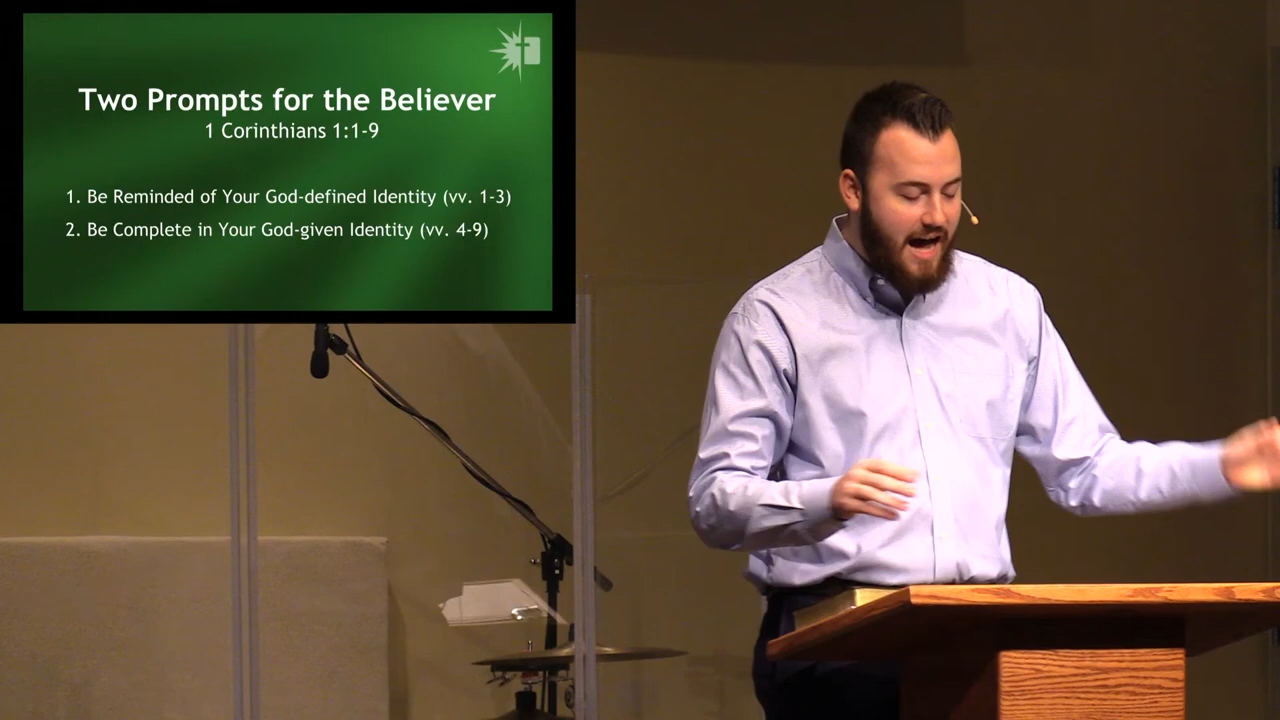 Two Prompts for the Believer
1 Corinthians 1:1-9
1. Be Reminded of Your God-defined Identity (vv. 1-3)
2. Be Complete in Your God-given Identity (vv. 4-9)